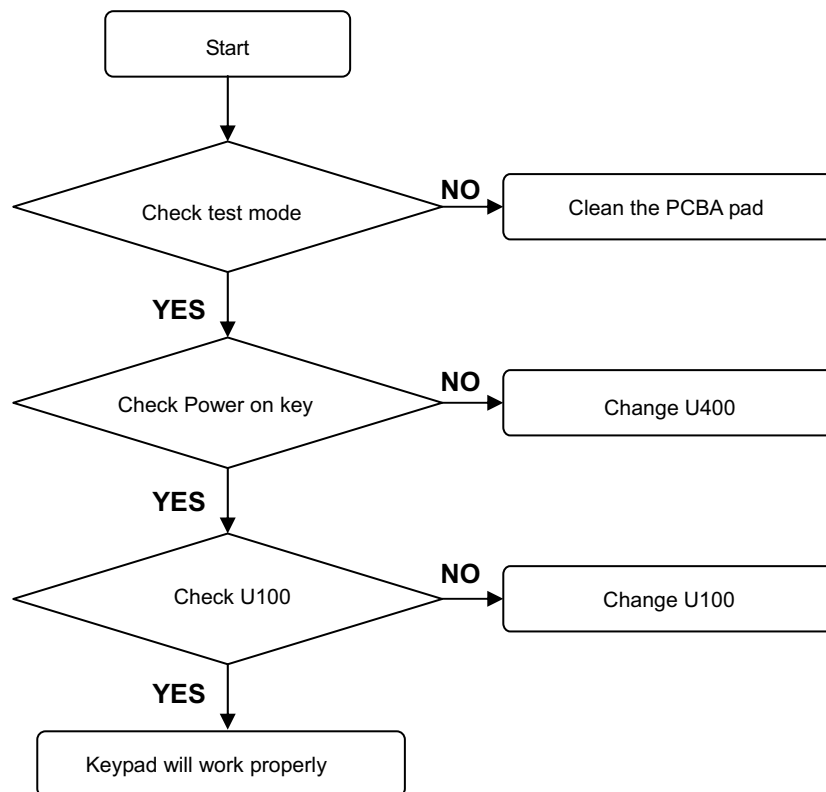 Start
Check test mode
NO
Clean the PCBA pad
YES
Check Power on key
NO
Change U400
YES
Check U100
NO
Change U100
YES
Keypad will work properly